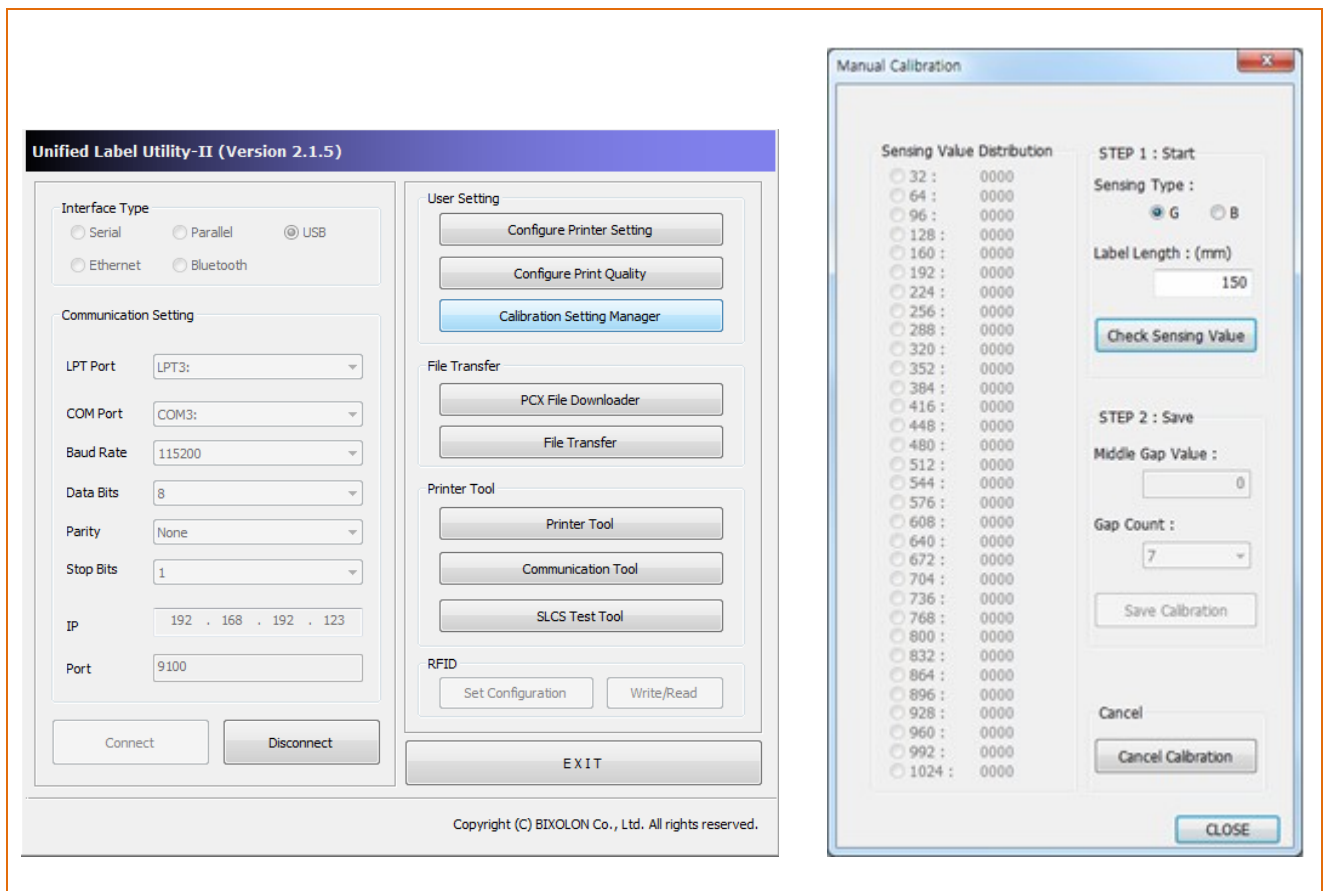 Unified Label Utility-II (Version 2.1.5)
Interface Type
Serial Parallel USB
Ethernet Bluetooth
Communication Setting
LPT Port LPT3:
COM Port COM3:
Baud Rate 115200
Data Bits 8
Parity None
Stop Bits 1
IP 192 . 168 . 192 . 123
Port 9100
Connect Disconnect
User Setting
Configure Printer Setting
Configure Print Quality
Calibration Setting Manager
File Transfer
PCX File Downloader
File Transfer
Printer Tool
Printer Tool
Communication Tool
SLCS Test Tool
RFID
Set Configuration Write/Read
EXIT
Copyright (C) BIXOLON Co., Ltd. All rights reserved.
Manual Calibration
Sensing Value Distribution
32 : 0000
64 : 0000
96 : 0000
128 : 0000
160 : 0000
192 : 0000
224 : 0000
256 : 0000
288 : 0000
320 : 0000
352 : 0000
384 : 0000
416 : 0000
448 : 0000
480 : 0000
512 : 0000
544 : 0000
576 : 0000
608 : 0000
640 : 0000
672 : 0000
704 : 0000
736 : 0000
768 : 0000
800 : 0000
832 : 0000
864 : 0000
896 : 0000
928 : 0000
960 : 0000
992 : 0000
1024 : 0000
STEP 1 : Start
Sensing Type :
G B
Label Length : (mm)
150
Check Sensing Value
STEP 2 : Save
Middle Gap Value :
0
Gap Count :
7
Save Calibration
Cancel
Cancel Calibration
CLOSE